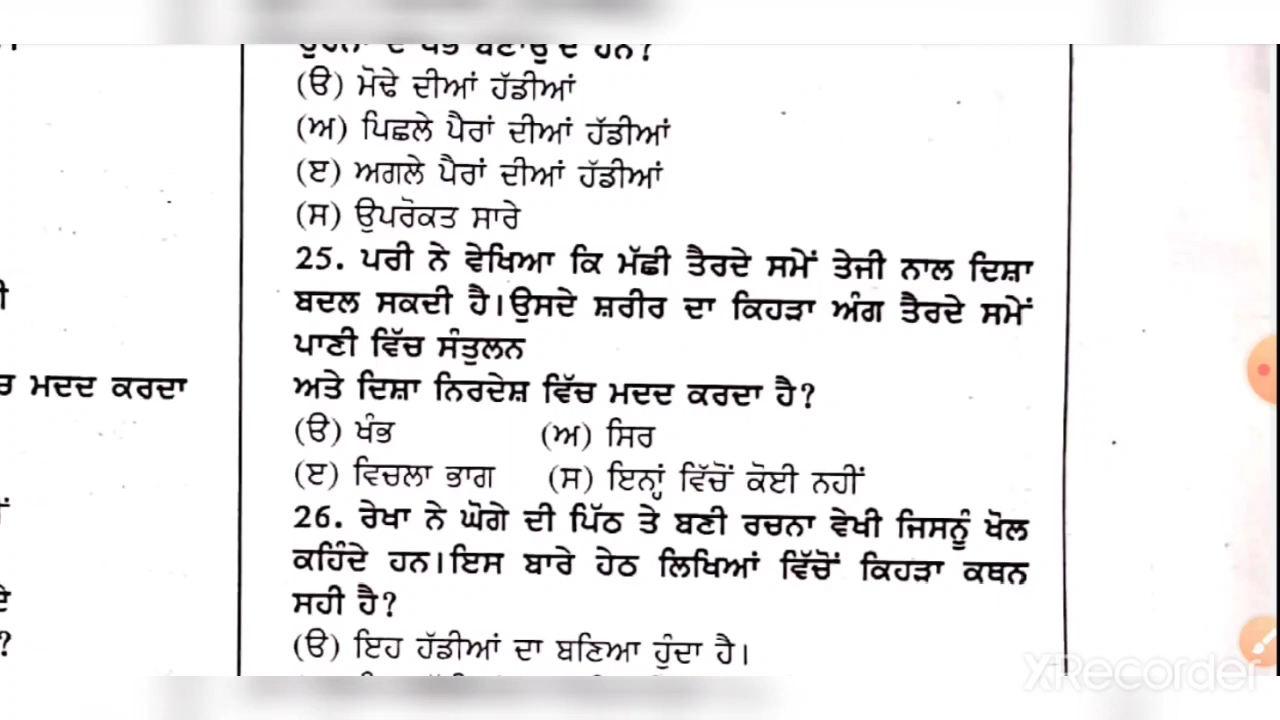 ਹਨ?
(ੳ) ਮੋਢੇ ਦੀਆਂ ਹੱਡੀਆਂ
(ਅ) ਪਿਛਲੇ ਪੈਰਾਂ ਦੀਆਂ ਹੱਡੀਆਂ
(ੲ) ਅਗਲੇ ਪੈਰਾਂ ਦੀਆਂ ਹੱਡੀਆਂ
(ਸ) ਉਪਰੋਕਤ ਸਾਰੇ
25. ਪਰੀ ਨੇ ਵੇਖਿਆ ਕਿ ਮੱਛੀ ਤੈਰਦੇ ਸਮੇਂ ਤੇਜੀ ਨਾਲ ਦਿਸ਼ਾ
ਬਦਲ ਸਕਦੀ ਹੈ।ਉਸਦੇ ਸ਼ਰੀਰ ਦਾ ਕਿਹੜਾ ਅੰਗ ਤੈਰਦੇ ਸਮੇਂ
ਪਾਣੀ ਵਿੱਚ ਸੰਤੁਲਨ
ਅਤੇ ਦਿਸ਼ਾ ਨਿਰਦੇਸ਼ ਵਿੱਚ ਮਦਦ ਕਰਦਾ ਹੈ?
(ੳ) ਖੰਭ (ਅ) ਸਿਰ
(ੲ) ਵਿਚਲਾ ਭਾਗ (ਸ) ਇਨ੍ਹਾਂ ਵਿੱਚੋਂ ਕੋਈ ਨਹੀਂ
26. ਰੇਖਾ ਨੇ ਘੋਗੇ ਦੀ ਪਿੱਠ ਤੇ ਬਣੀ ਰਚਨਾ ਵੇਖੀ ਜਿਸਨੂੰ ਖੋਲ
ਕਹਿੰਦੇ ਹਨ।ਇਸ ਬਾਰੇ ਹੇਠ ਲਿਖਿਆਂ ਵਿੱਚੋਂ ਕਿਹੜਾ ਕਥਨ
ਸਹੀ ਹੈ?
(ੳ) ਇਹ ਹੱਡੀਆਂ ਦਾ ਬਣਿਆ ਹੁੰਦਾ ਹੈ।
ਮਦਦ ਕਰਦਾ
?
XRecorder